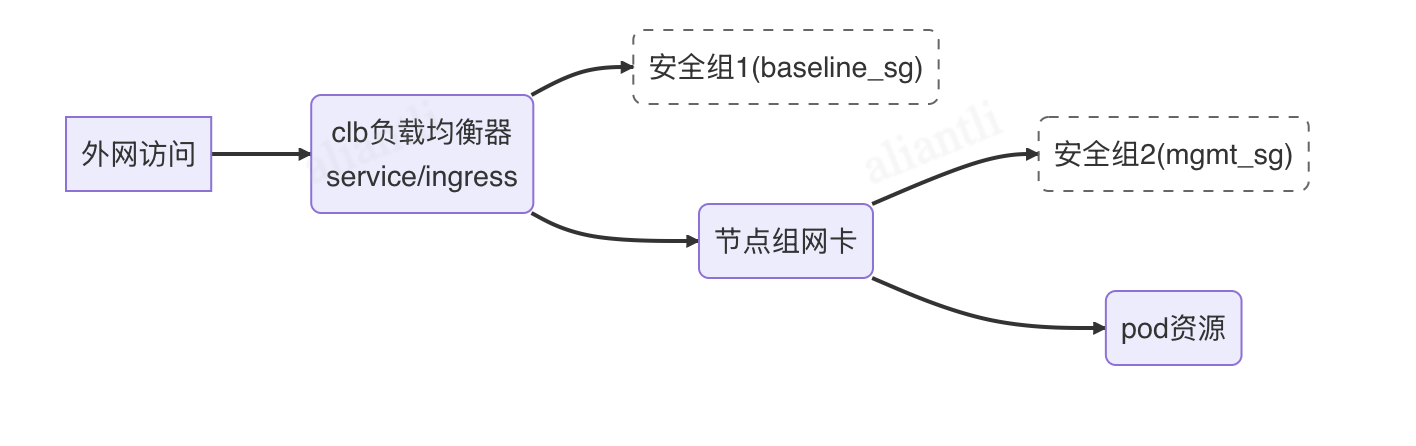 外网访问
clb负载均衡器
service/ingress
安全组1(baseline_sg)
节点组网卡
安全组2(mgmt_sg)
pod资源
aliantli
aliantli